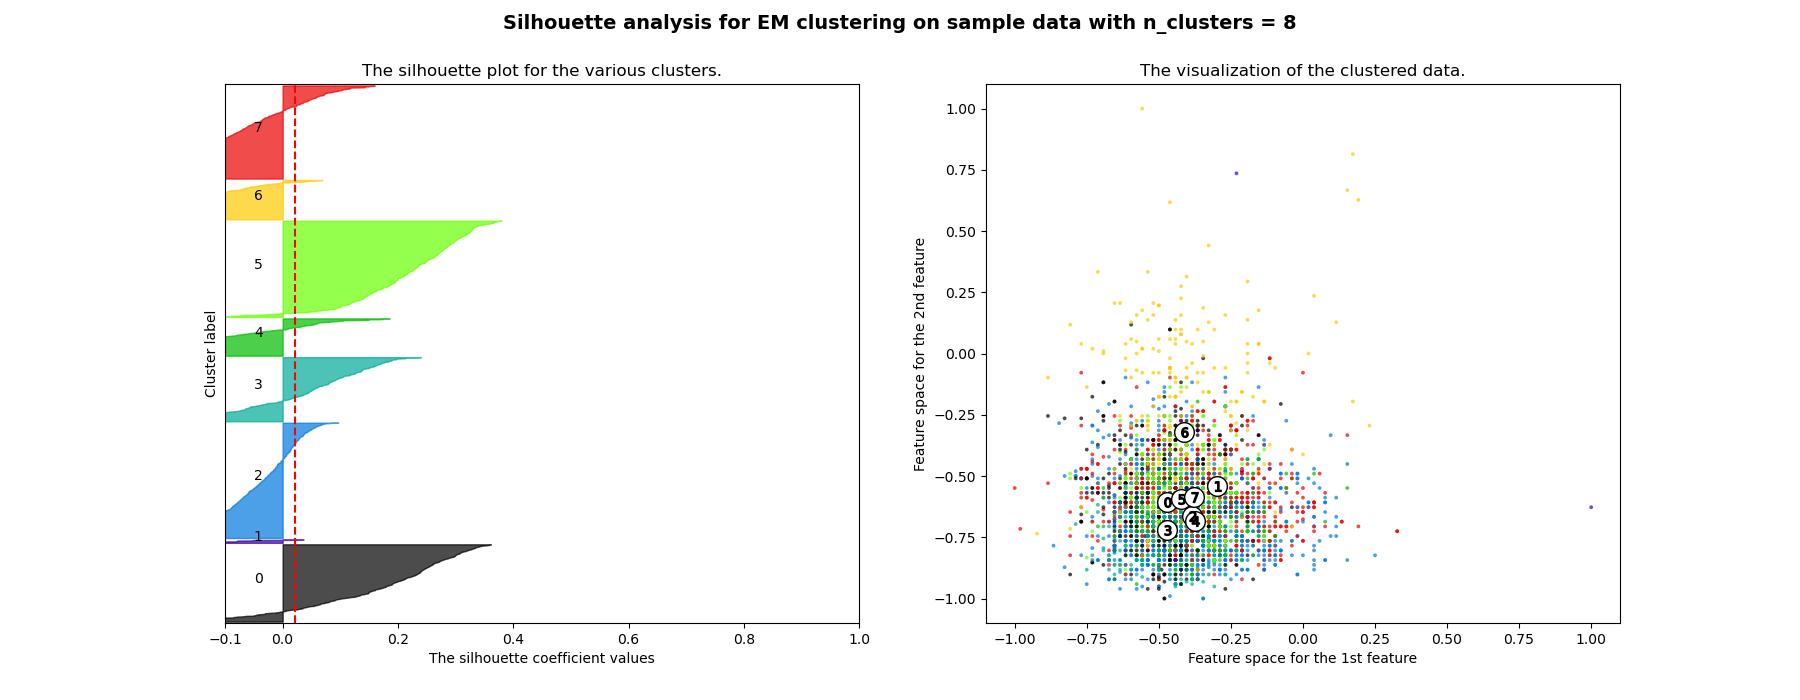 Silhouette analysis for EM clustering on sample data with n_clusters = 8
The silhouette plot for the various clusters.
Cluster label
7
6
5
4
3
2
1
0
−0.1 0.0 0.2 0.4 0.6 0.8 1.0
The silhouette coefficient values
The visualization of the clustered data.
Feature space for the 2nd feature
1.00
0.75
0.50
0.25
0.00
−0.25
−0.50
−0.75
−1.00
6
1
0 5 7
2
4
3
−1.00 −0.75 −0.50 −0.25 0.00 0.25 0.50 0.75 1.00
Feature space for the 1st feature